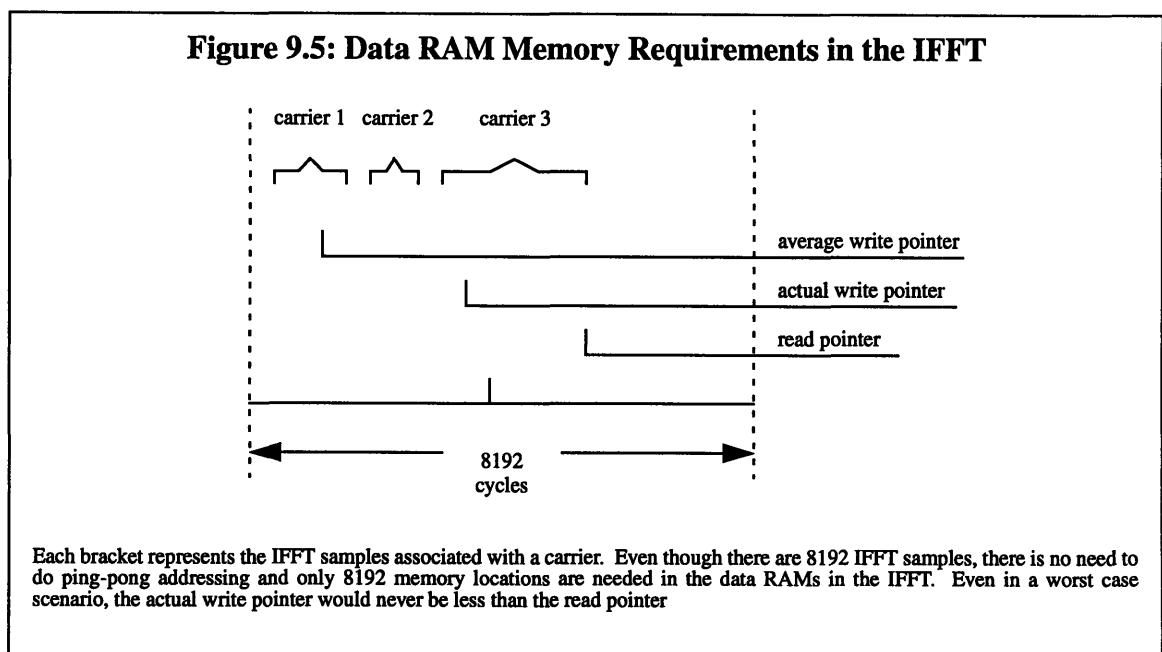 Figure 9.5: Data RAM Memory Requirements in the IFFT
carrier 1 carrier 2 carrier 3
average write pointer
actual write pointer
read pointer
8192
cycles
Each bracket represents the IFFT samples associated with a carrier. Even though there are 8192 IFFT samples, there is no need to
do ping-pong addressing and only 8192 memory locations are needed in the data RAMs in the IFFT. Even in a worst case
scenario, the actual write pointer would never be less than the read pointer